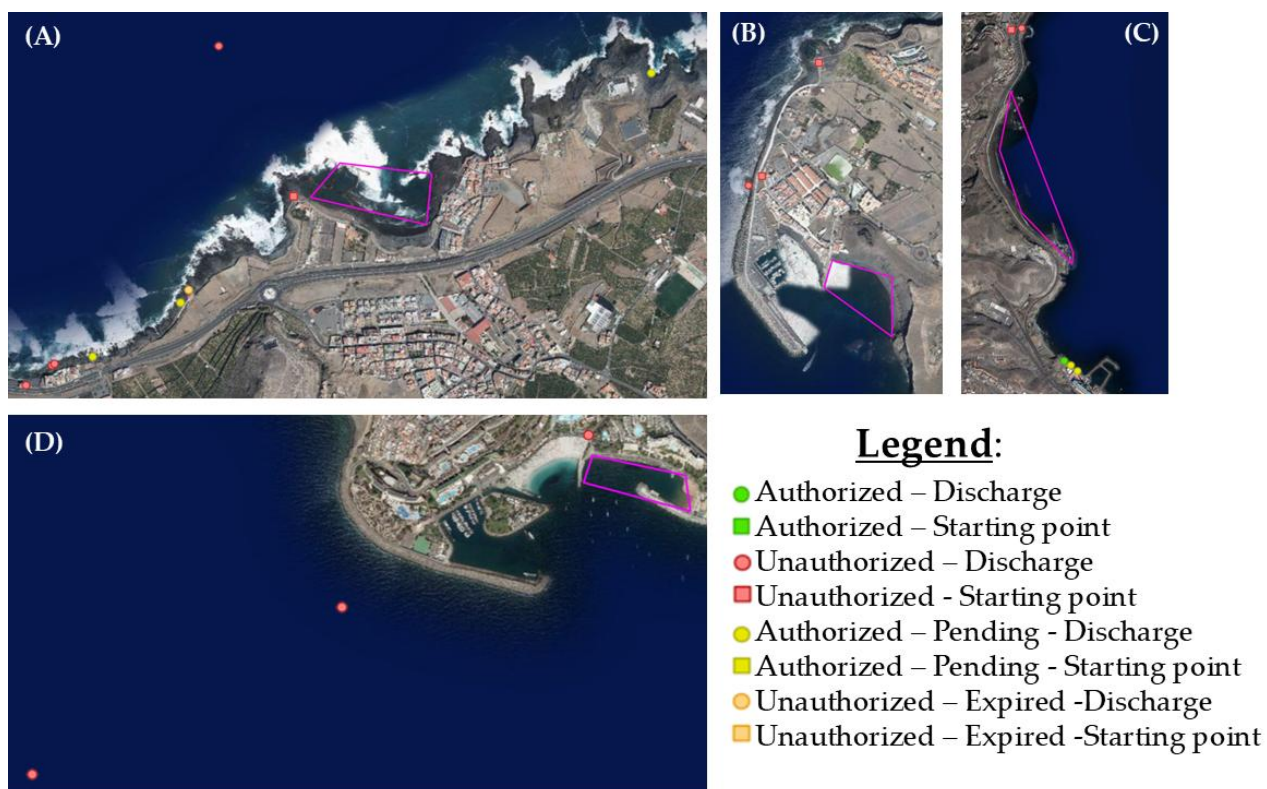 (A)
(B)
(C)
(D)
Legend:
Authorized – Discharge
Authorized – Starting point
Unauthorized – Discharge
Unauthorized - Starting point
Authorized – Pending - Discharge
Authorized – Pending - Starting point
Unauthorized – Expired -Discharge
Unauthorized – Expired -Starting point